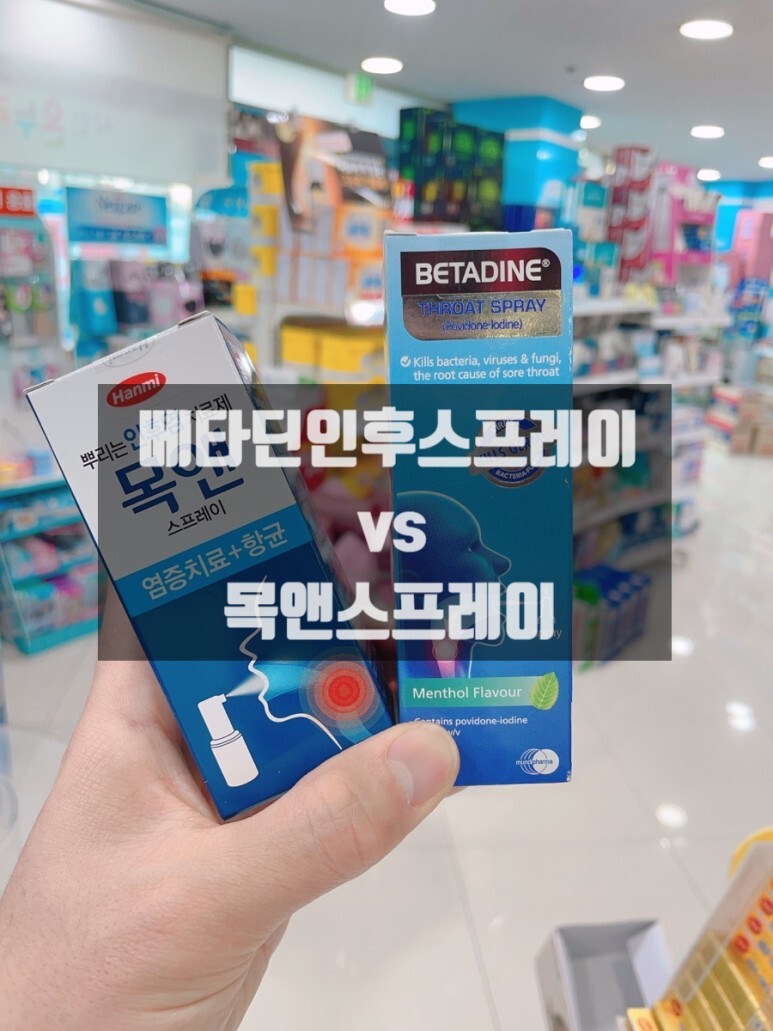 베타딘인후스프레이
vs
목앤스프레이
Hanmi
뿌리는
목앤
스프레이
염증치료+항균
BETADINE®
THROAT SPRAY
(Povidone-Iodine)
Kills bacteria, viruses & fungi,
the root cause of sore throat
Menthol Flavour
Contains povidone-iodine
mundipharma